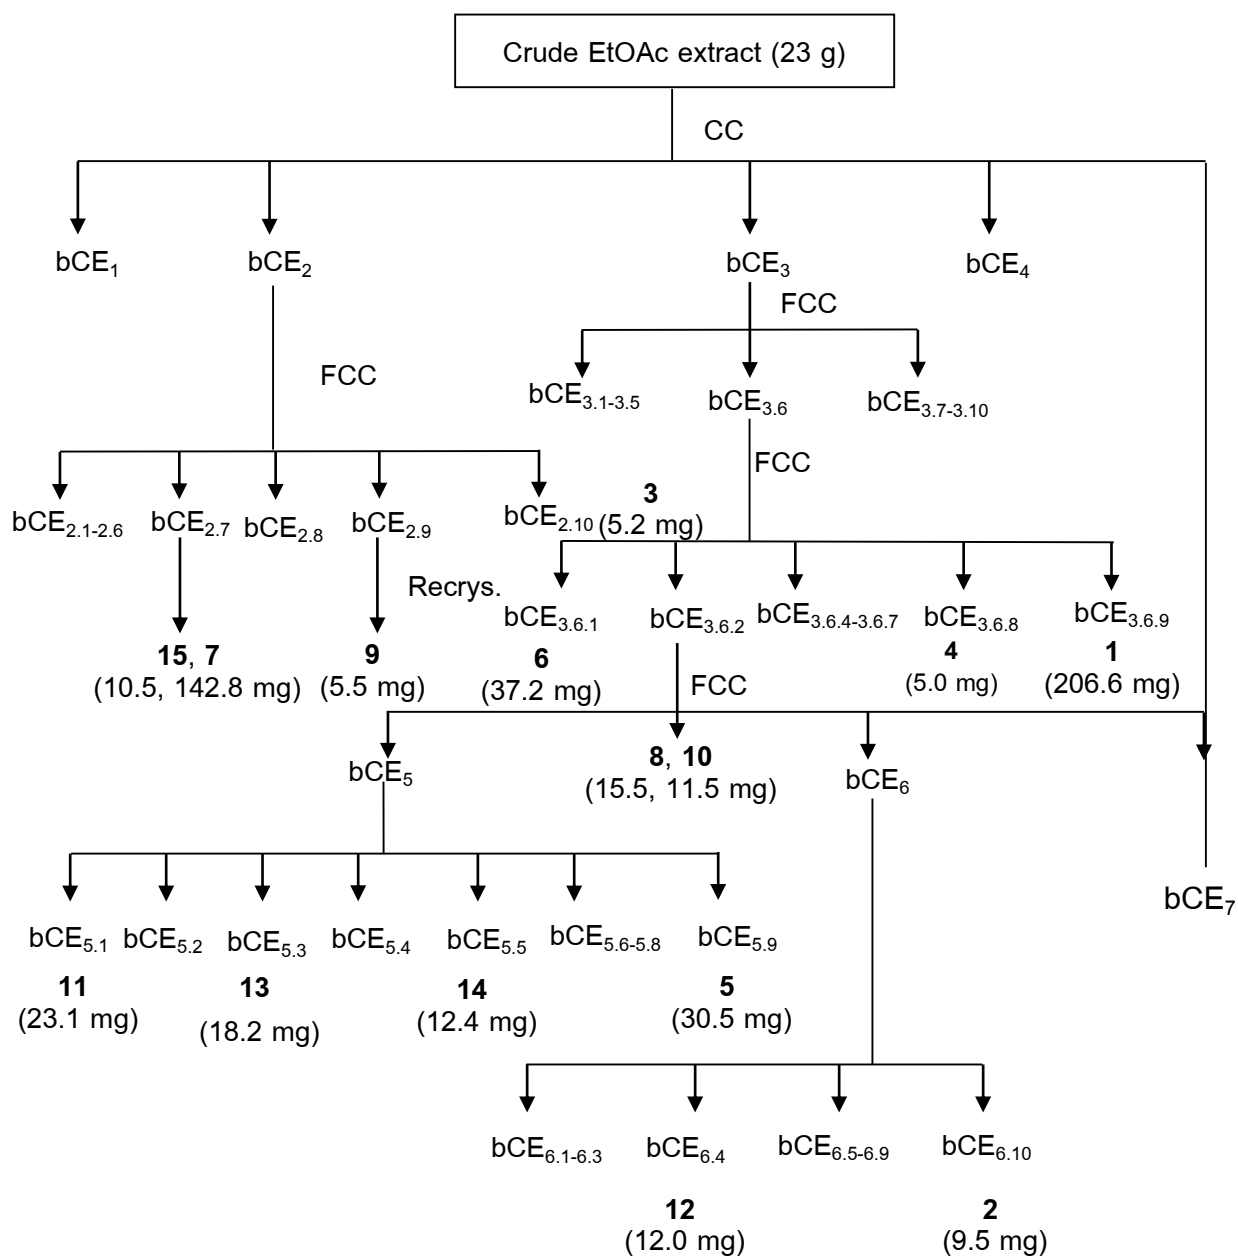 Crude EtOAc extract (23 g)
CC
bCE₁ bCE₂ bCE₃ bCE₄
FCC
FCC
bCE₃.₁₋₃.₅ bCE₃.₆ bCE₃.₇₋₃.₁₀
FCC
bCE₂.₁₋₂.₆ bCE₂.₇ bCE₂.₈ bCE₂.₉ bCE₂.₁₀
3
(5.2 mg)
Recrys.
bCE₃.₆.₁ bCE₃.₆.₂ bCE₃.₆.₄₋₃.₆.₇ bCE₃.₆.₈ bCE₃.₆.₉
15, 7
(10.5, 142.8 mg)
9
(5.5 mg)
6
(37.2 mg)
4
(5.0 mg)
1
(206.6 mg)
FCC
8, 10
(15.5, 11.5 mg)
bCE₅ bCE₆
bCE₇
bCE₅.₁ bCE₅.₂ bCE₅.₃ bCE₅.₄ bCE₅.₅ bCE₅.₆₋₅.₈ bCE₅.₉
11
(23.1 mg)
13
(18.2 mg)
14
(12.4 mg)
5
(30.5 mg)
bCE₆.₁₋₆.₃ bCE₆.₄ bCE₆.₅₋₆.₉ bCE₆.₁₀
12
(12.0 mg)
2
(9.5 mg)